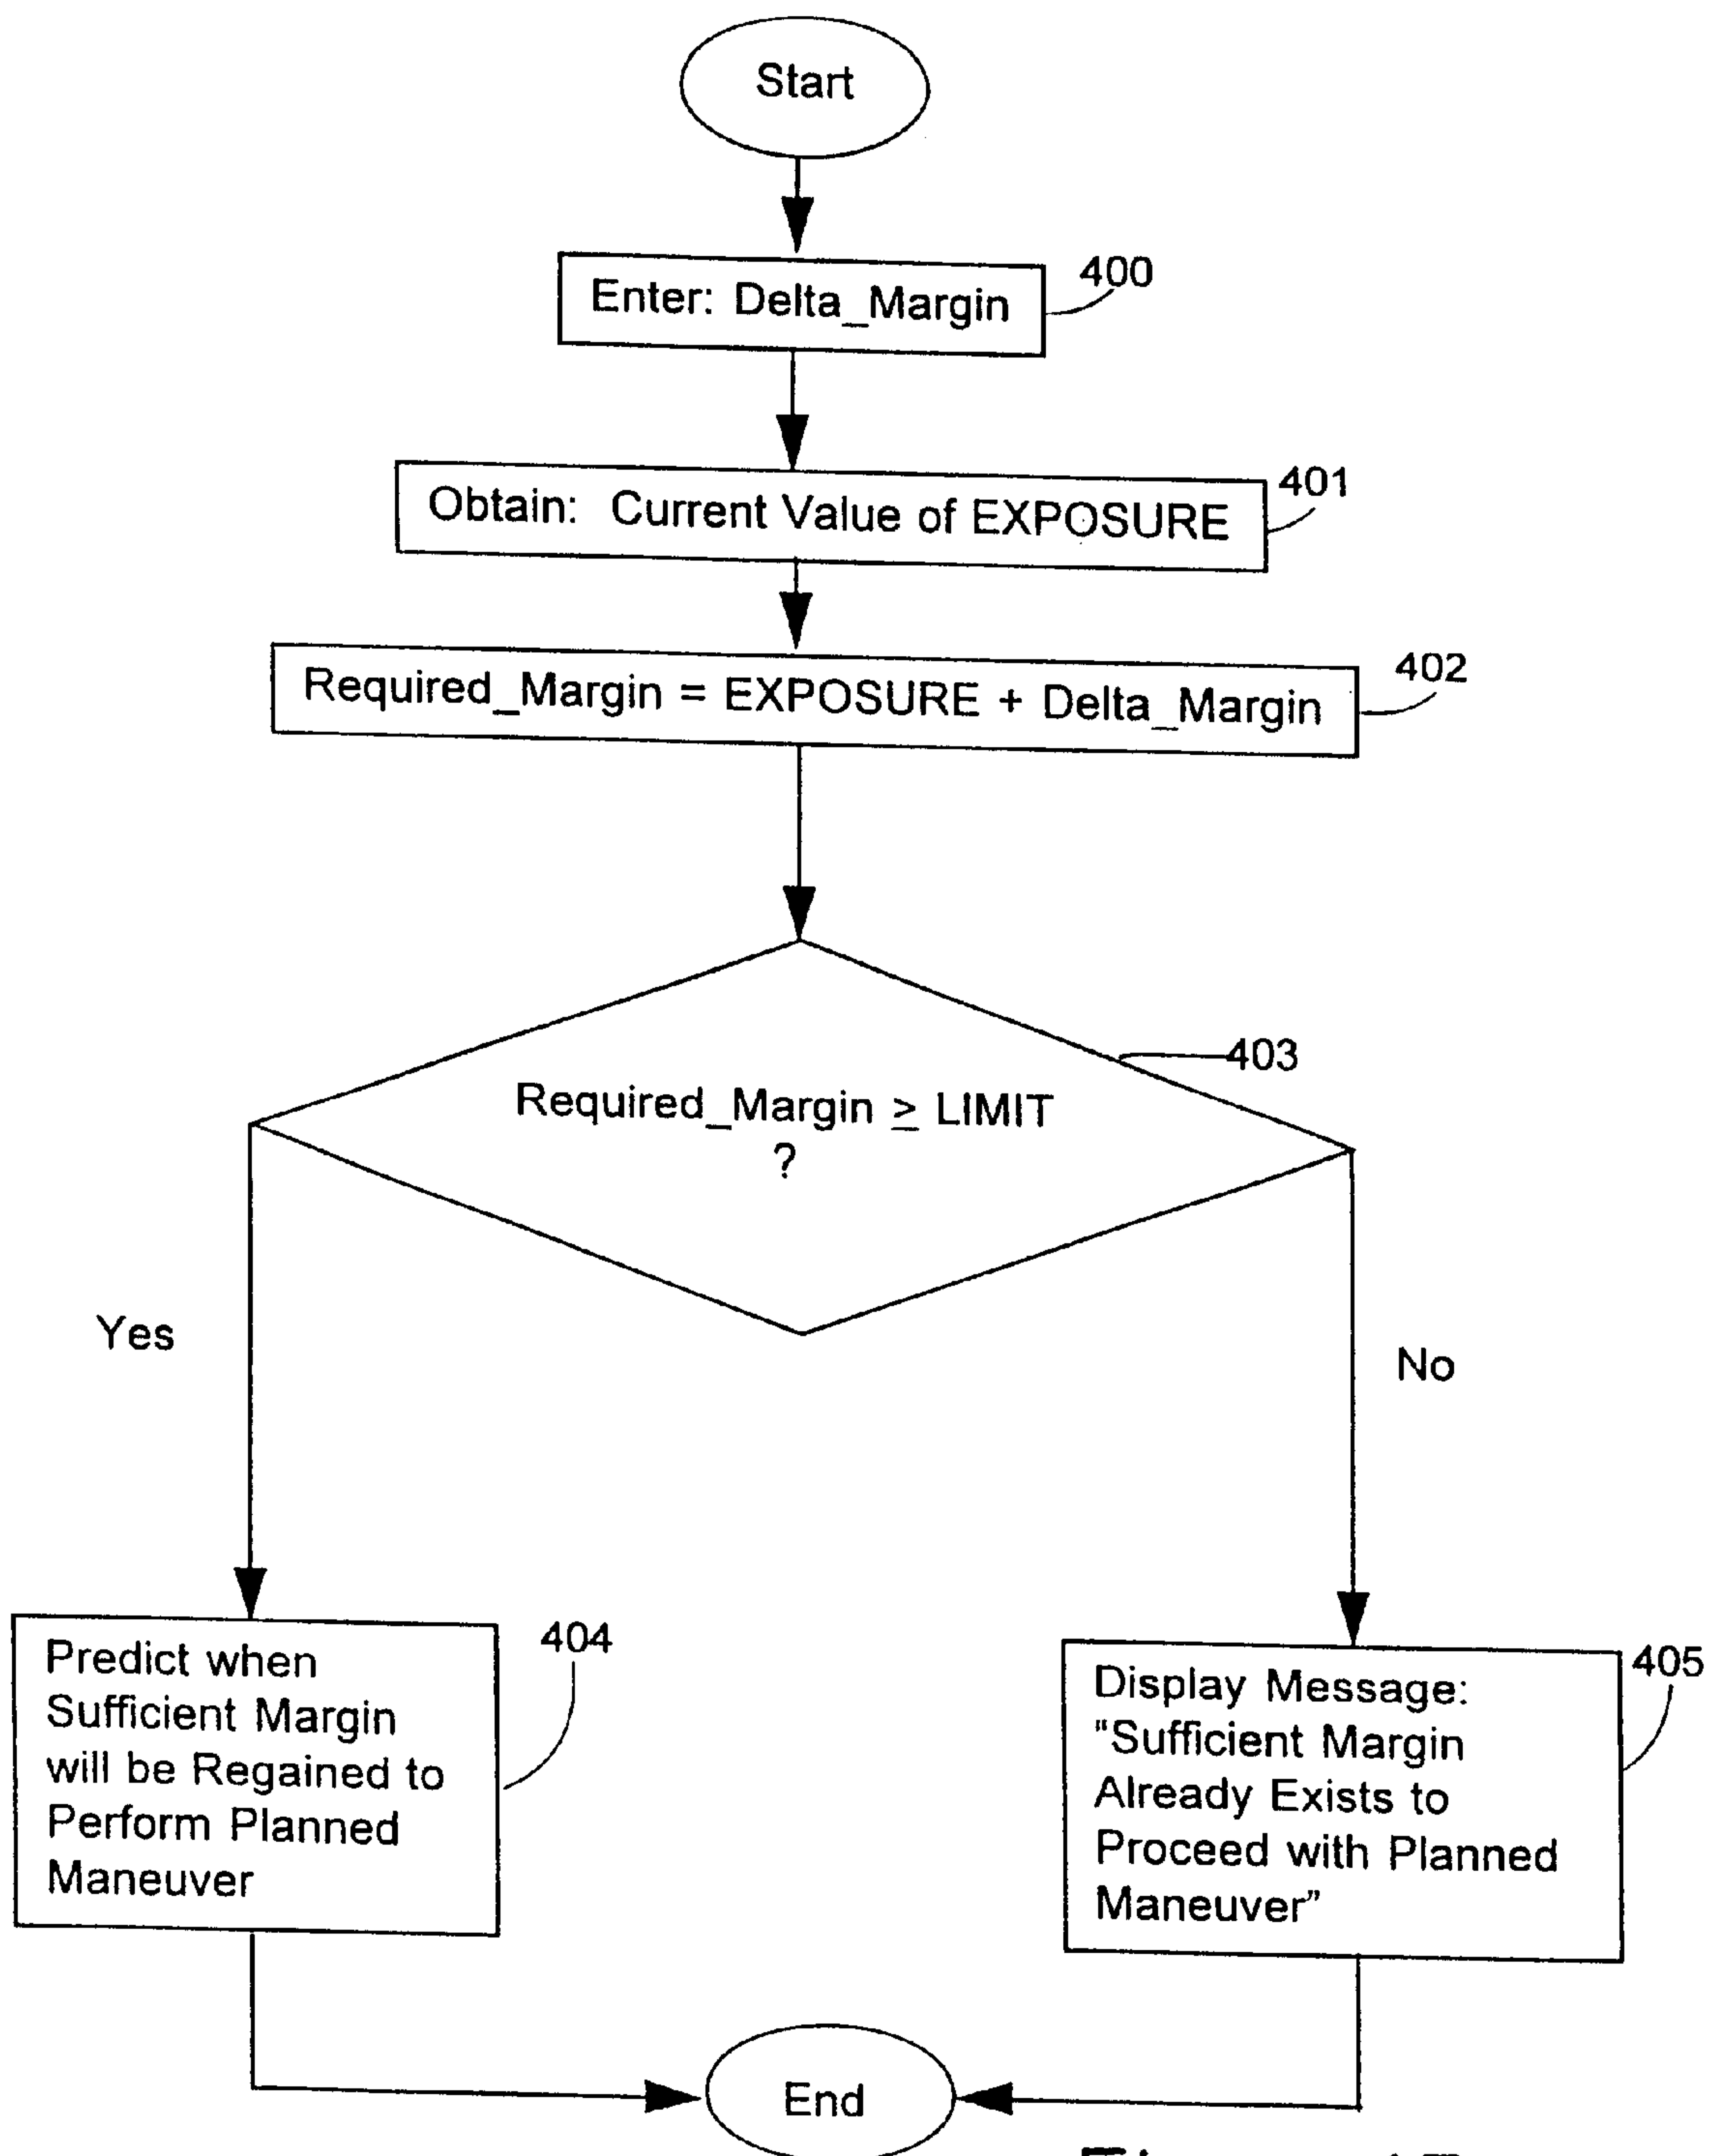 Start
Enter: Delta_Margin
400
Obtain: Current Value of EXPOSURE
401
Required_Margin = EXPOSURE + Delta_Margin
402
403
Required_Margin ≥ LIMIT
?
Yes
No
Predict when
Sufficient Margin
will be Regained to
Perform Planned
Maneuver
404
Display Message:
"Sufficient Margin
Already Exists to
Proceed with Planned
Maneuver"
405
End